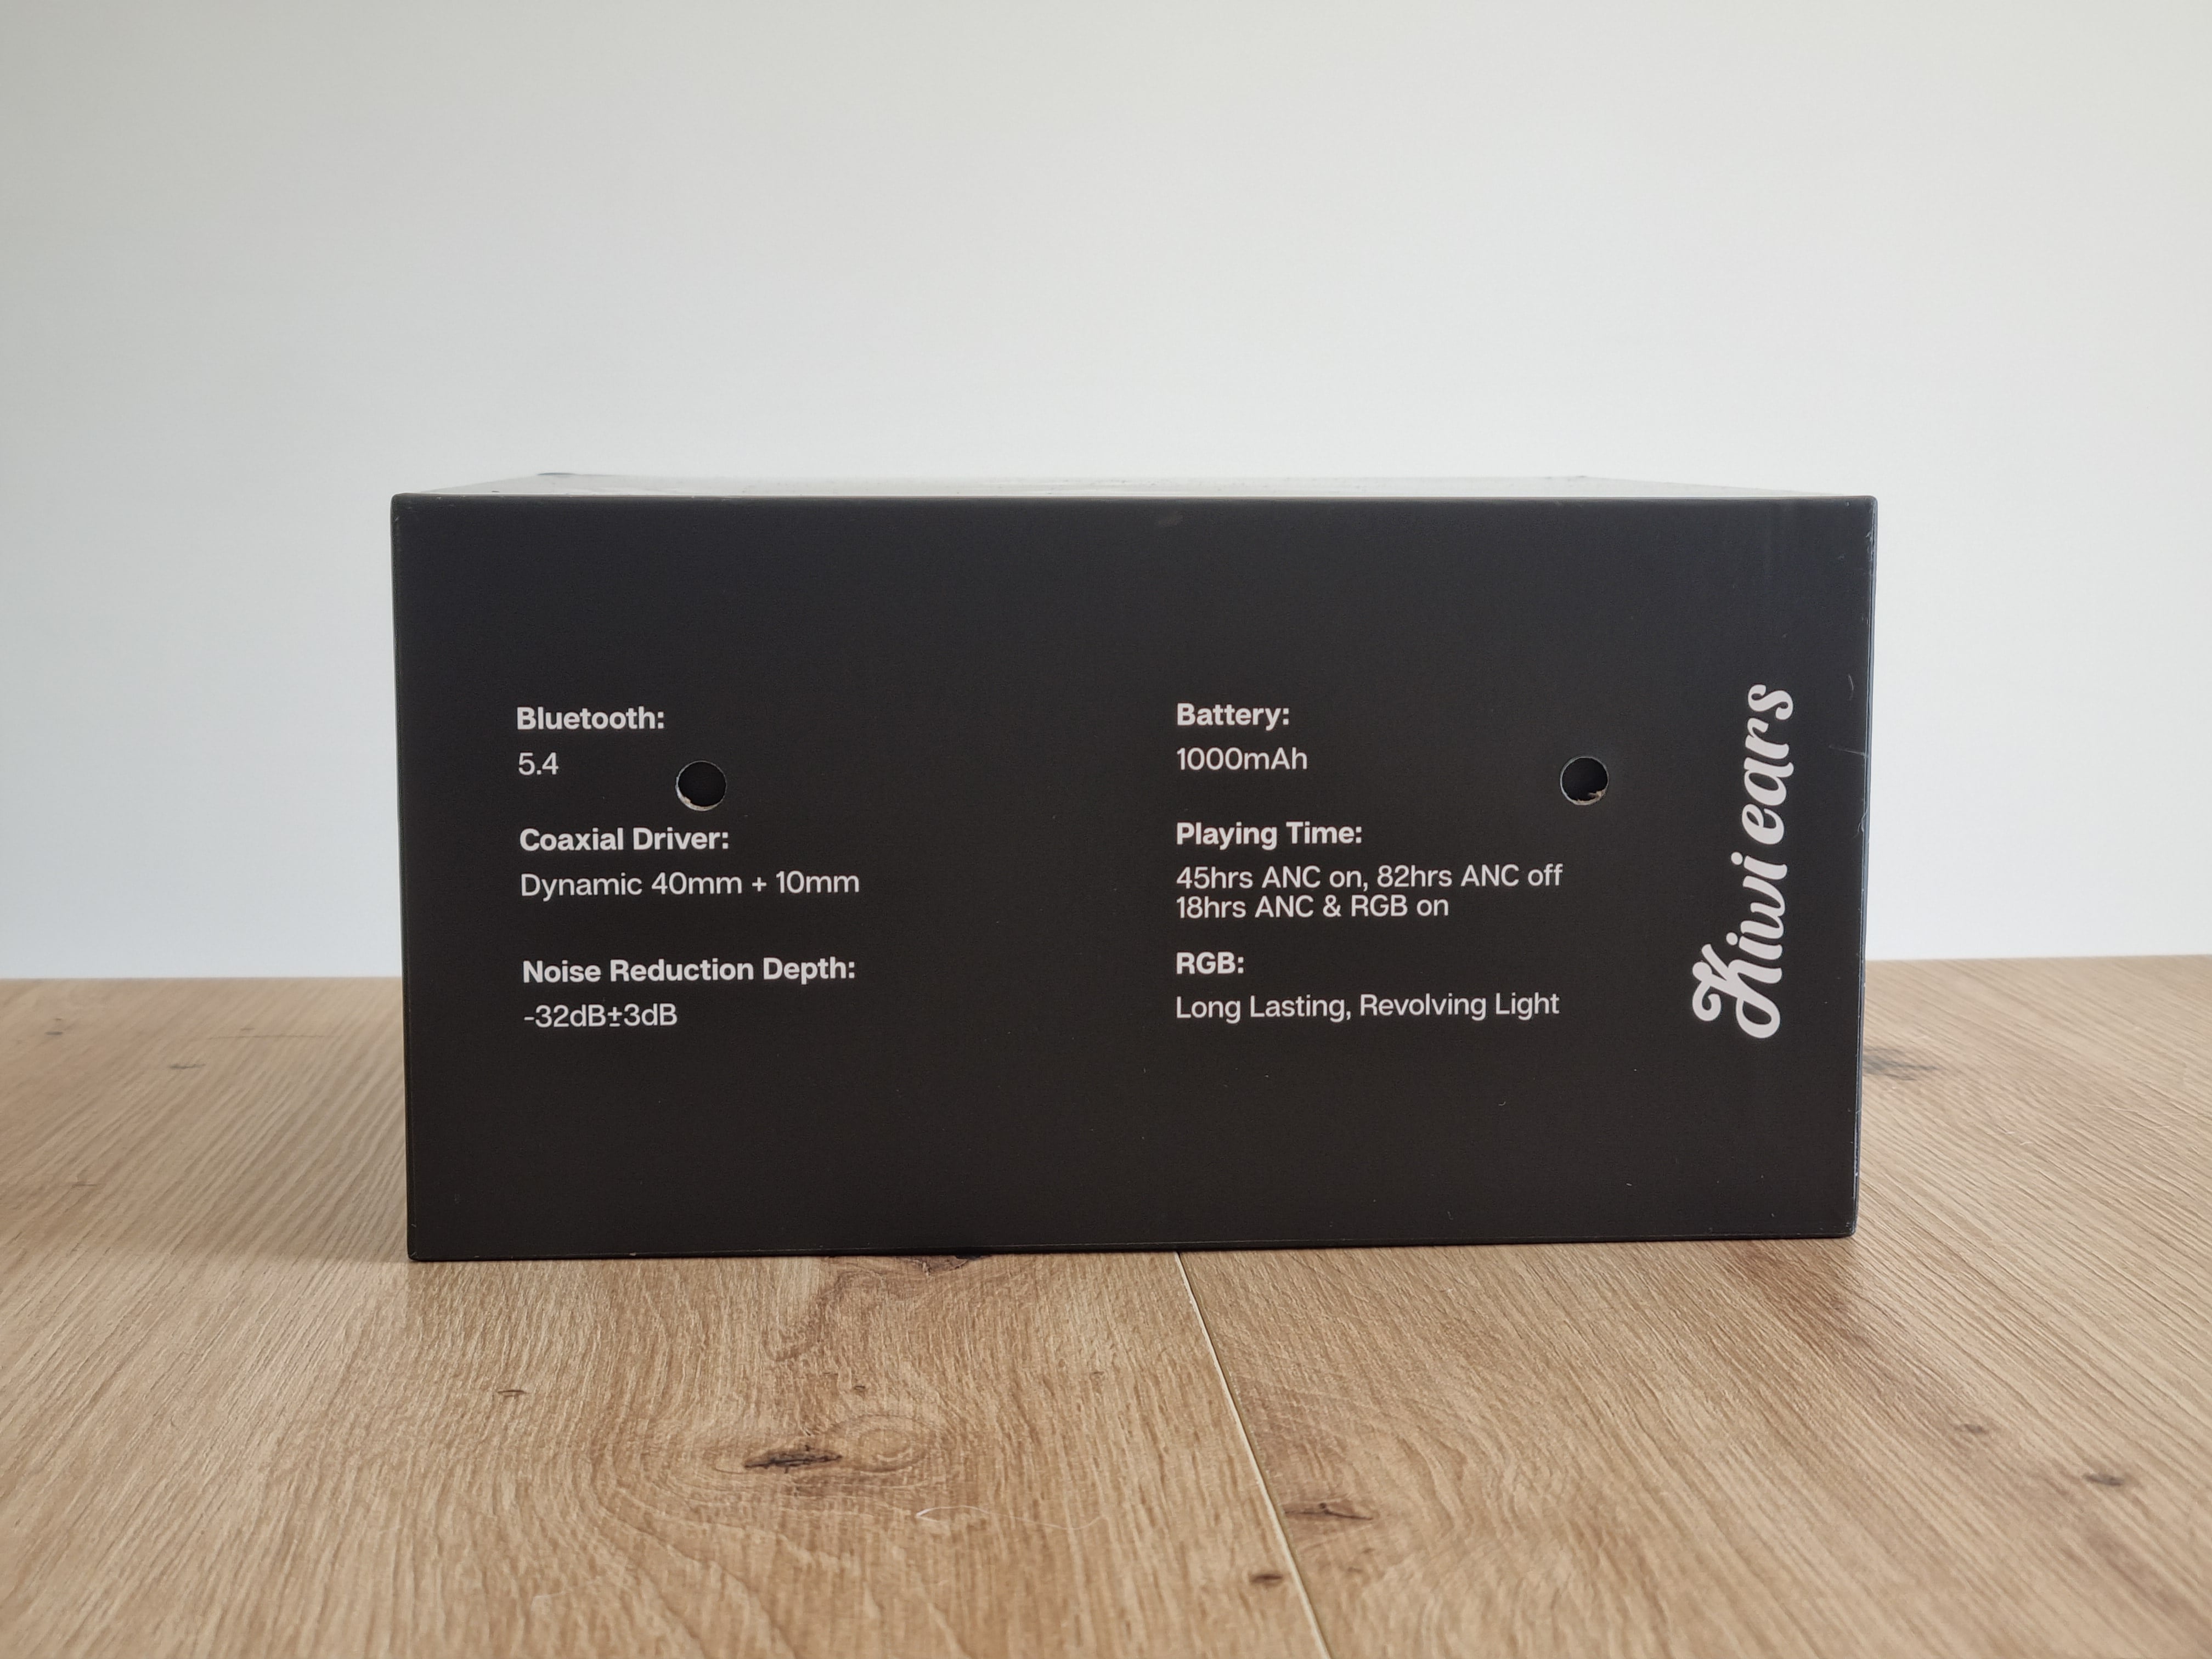 Bluetooth:
5.4
Coaxial Driver:
Dynamic 40mm + 10mm
Noise Reduction Depth:
-32dB±3dB
Battery:
1000mAh
Playing Time:
45hrs ANC on, 82hrs ANC off
18hrs ANC & RGB on
RGB:
Long Lasting, Revolving Light
Kiwi ears